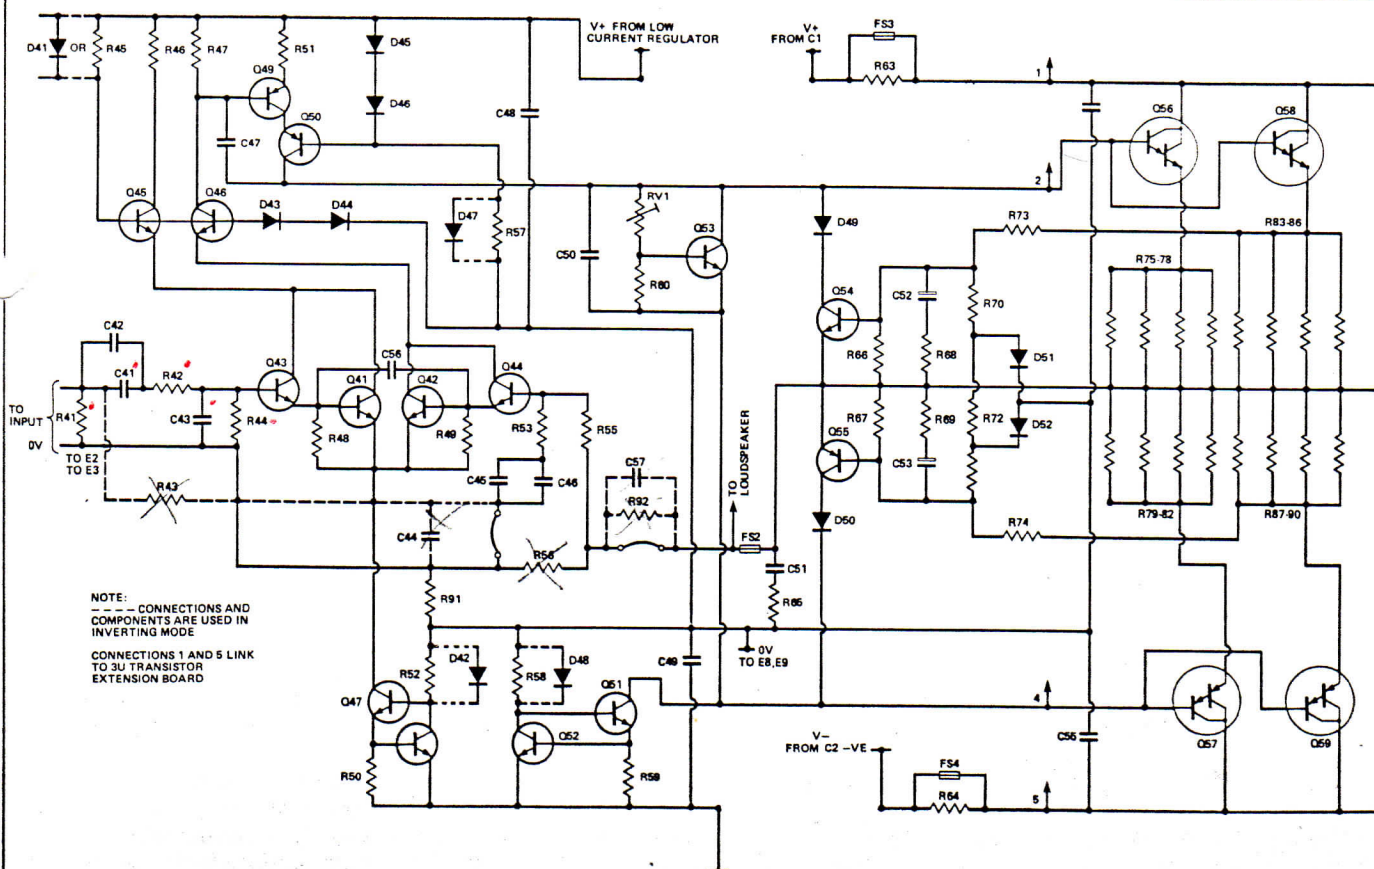 V+ FROM LOW
CURRENT REGULATOR
V+
FROM C1
FS3
R63
D41
OR
R45
R46
R47
R51
D45
Q49
D46
Q50
C47
C48
1
Q56
Q58
2
Q45
Q46
D43
D44
D47
R57
RV1
Q53
C50
R60
D49
R73
R83-86
R75-78
Q54
C52
R70
C42
C41
R42
Q43
C56
Q44
R66
R68
D51
TO
INPUT
R41
C43
R44
Q41
Q42
R48
R49
R53
R55
R67
R69
R72
D52
0V
TO E2
TO E3
Q55
C53
R43
C45
C46
C57
R92
TO
LOUDSPEAKER
R79-82
R87-90
C44
R56
FS2
D50
R74
C51
R65
R91
NOTE:
---- CONNECTIONS AND
COMPONENTS ARE USED IN
INVERTING MODE
CONNECTIONS 1 AND 5 LINK
TO 3U TRANSISTOR
EXTENSION BOARD
0V
TO E8,E9
R52
D42
R58
D48
C49
Q47
Q51
4
Q52
V-
FROM C2 -VE
C55
Q57
Q59
R50
R59
FS4
R64
5